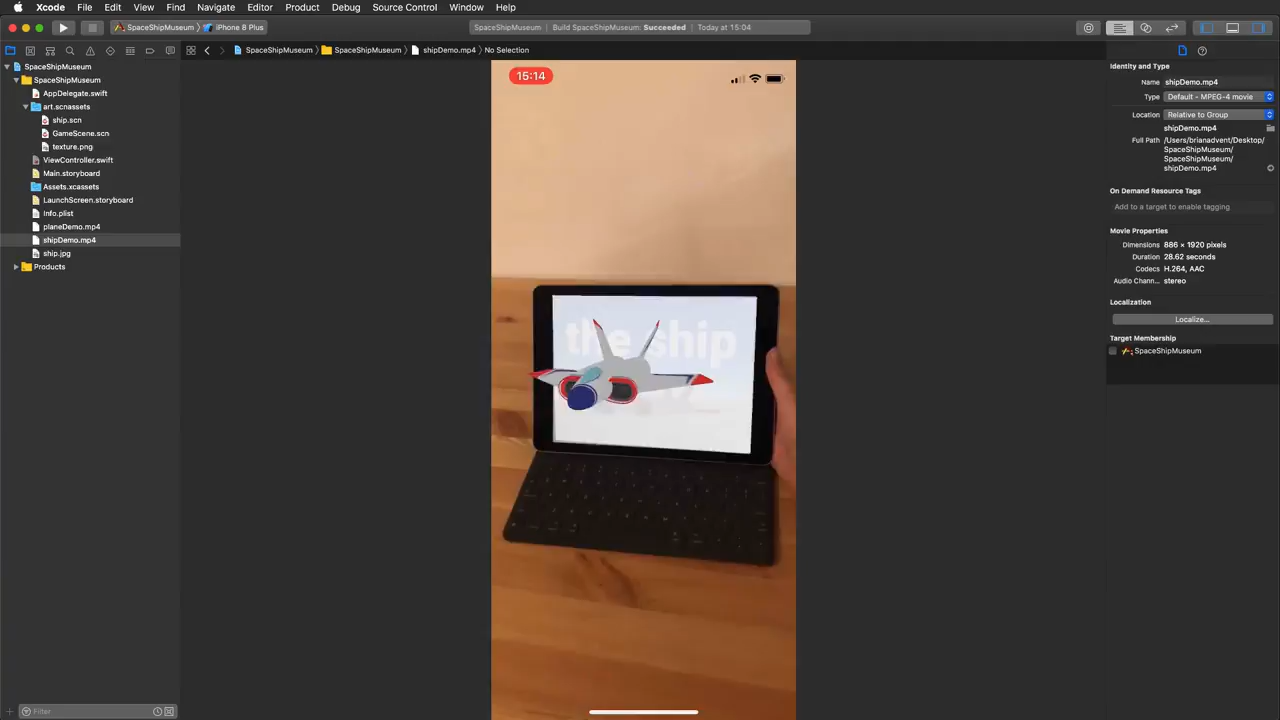 Xcode File Edit View Find Navigate Editor Product Debug Source Control Window Help
SpaceShipMuseum iPhone 8 Plus
SpaceShipMuseum Build SpaceShipMuseum: Succeeded Today at 15:04
SpaceShipMuseum SpaceShipMuseum shipDemo.mp4 No Selection
SpaceShipMuseum
SpaceShipMuseum
AppDelegate.swift
art.scnassets
ship.scn
GameScene.scn
texture.png
ViewController.swift
Main.storyboard
Assets.xcassets
LaunchScreen.storyboard
Info.plist
planeDemo.mp4
shipDemo.mp4
ship.jpg
Products
Filter
15:14
the ship
Identity and Type
Name shipDemo.mp4
Type Default - MPEG-4 movie
Location Relative to Group
shipDemo.mp4
Full Path /Users/brianadvent/Desktop/
SpaceShipMuseum/
SpaceShipMuseum/
shipDemo.mp4
On Demand Resource Tags
Add to a target to enable tagging
Movie Properties
Dimensions 886 × 1920 pixels
Duration 28.62 seconds
Codecs H.264, AAC
Audio Chann... stereo
Localization
Localize...
Target Membership
SpaceShipMuseum